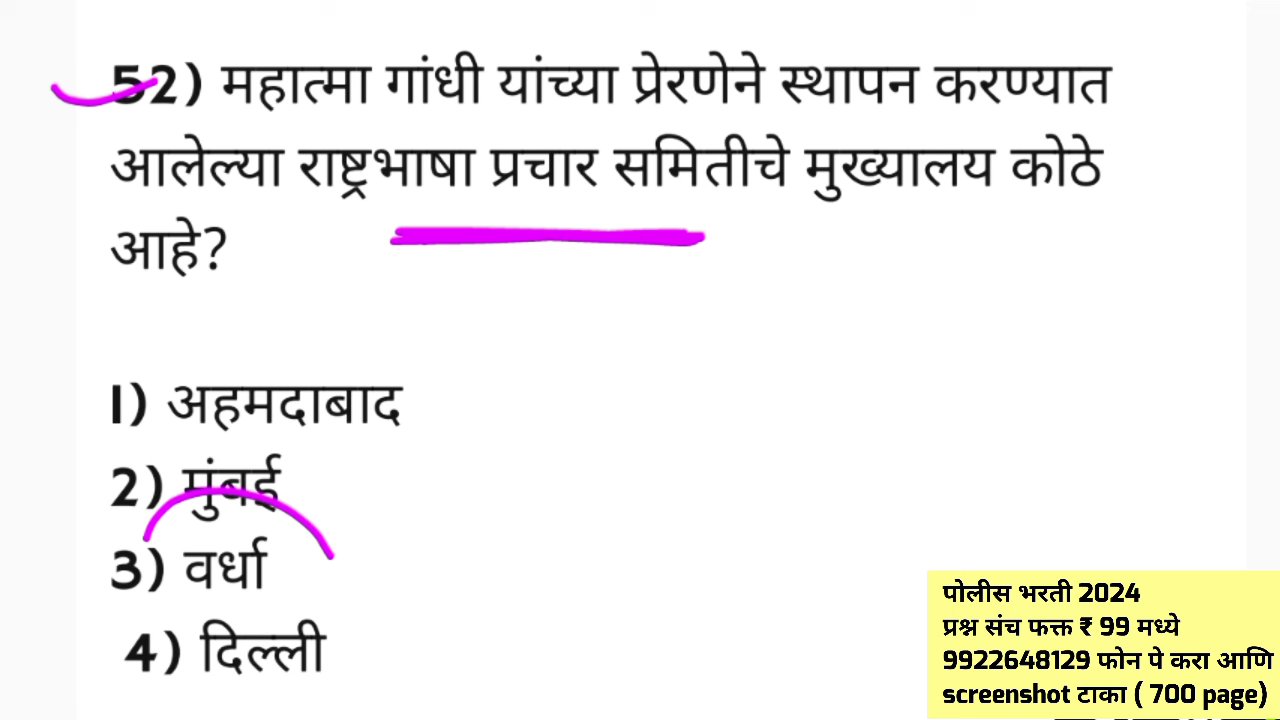 52) महात्मा गांधी यांच्या प्रेरणेने स्थापन करण्यात
आलेल्या राष्ट्रभाषा प्रचार समितीचे मुख्यालय कोठे
आहे?
1) अहमदाबाद
2) मुंबई
3) वर्धा
4) दिल्ली
पोलीस भरती 2024
प्रश्न संच फक्त ₹ 99 मध्ये
9922648129 फोन पे करा आणि
screenshot टाका ( 700 page)